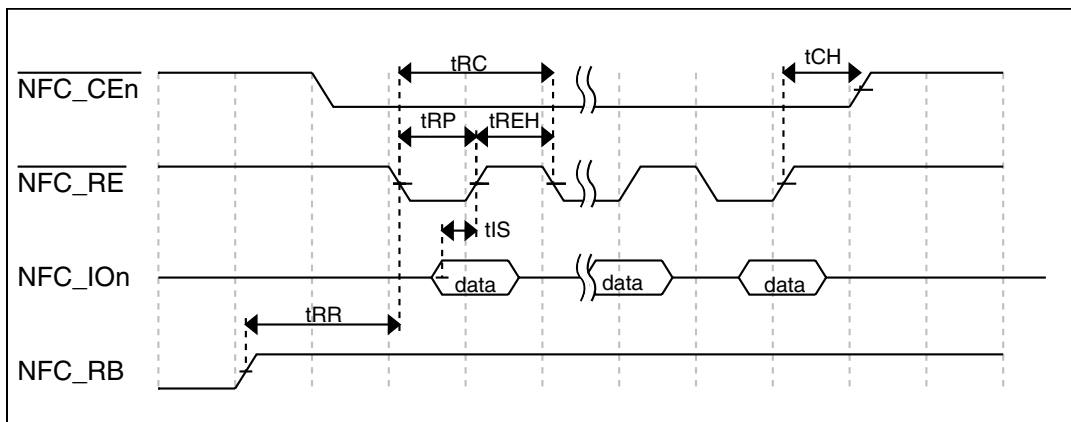 tRC
tCH
NFC_CEn
tRP
tREH
NFC_RE
tIS
NFC_IOn
data
data
data
tRR
NFC_RB